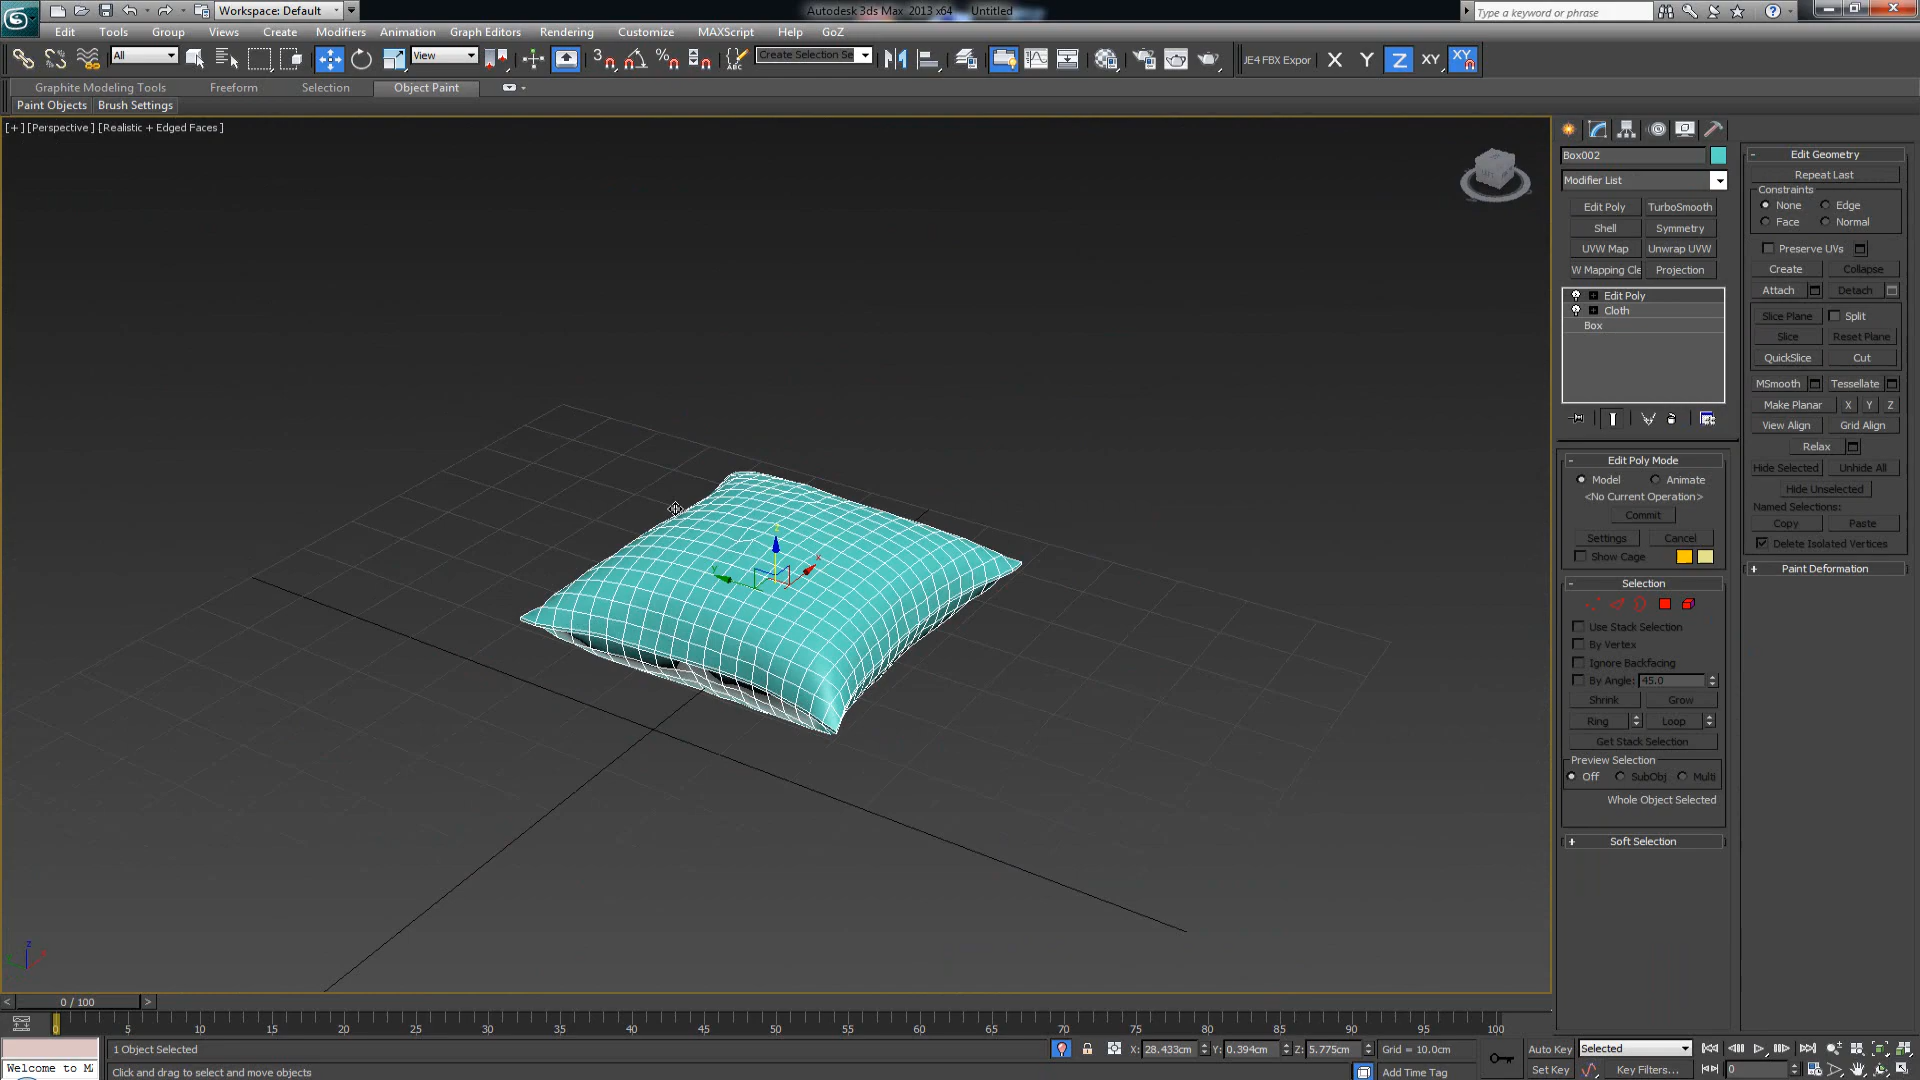 Workspace: Default
Autodesk 3ds Max 2013 x64 Untitled
Type a keyword or phrase
Edit Tools Group Views Create Modifiers Animation Graph Editors Rendering Customize MAXScript Help GoZ
All View Create Selection Se JE4 FBX Expor X Y Z XY XY
Graphite Modeling Tools Freeform Selection Object Paint
Paint Objects Brush Settings
[+] [Perspective] [Realistic + Edged Faces]
Box002
Modifier List
Edit Poly TurboSmooth
Shell Symmetry
UVW Map Unwrap UVW
W Mapping Cle Projection
Edit Poly
Cloth
Box
Edit Poly Mode
Model Animate
<No Current Operation>
Commit
Settings Cancel
Show Cage
Selection
Use Stack Selection
By Vertex
Ignore Backfacing
By Angle: 45.0
Shrink Grow
Ring Loop
Get Stack Selection
Preview Selection
Off SubObj Multi
Whole Object Selected
Soft Selection
Edit Geometry
Repeat Last
Constraints
None Edge
Face Normal
Preserve UVs
Create Collapse
Attach Detach
Slice Plane Split
Slice Reset Plane
QuickSlice Cut
MSmooth Tessellate
Make Planar X Y Z
View Align Grid Align
Relax
Hide Selected Unhide All
Hide Unselected
Named Selections:
Copy Paste
Delete Isolated Vertices
Paint Deformation
z
x
y
< 0 / 100 >
0 5 10 15 20 25 30 35 40 45 50 55 60 65 70 75 80 85 90 95 100
1 Object Selected X: 28.433cm Y: 0.394cm Z: 5.775cm Grid = 10.0cm Auto Key Selected
Welcome to M Click and drag to select and move objects Add Time Tag Set Key Key Filters... 0